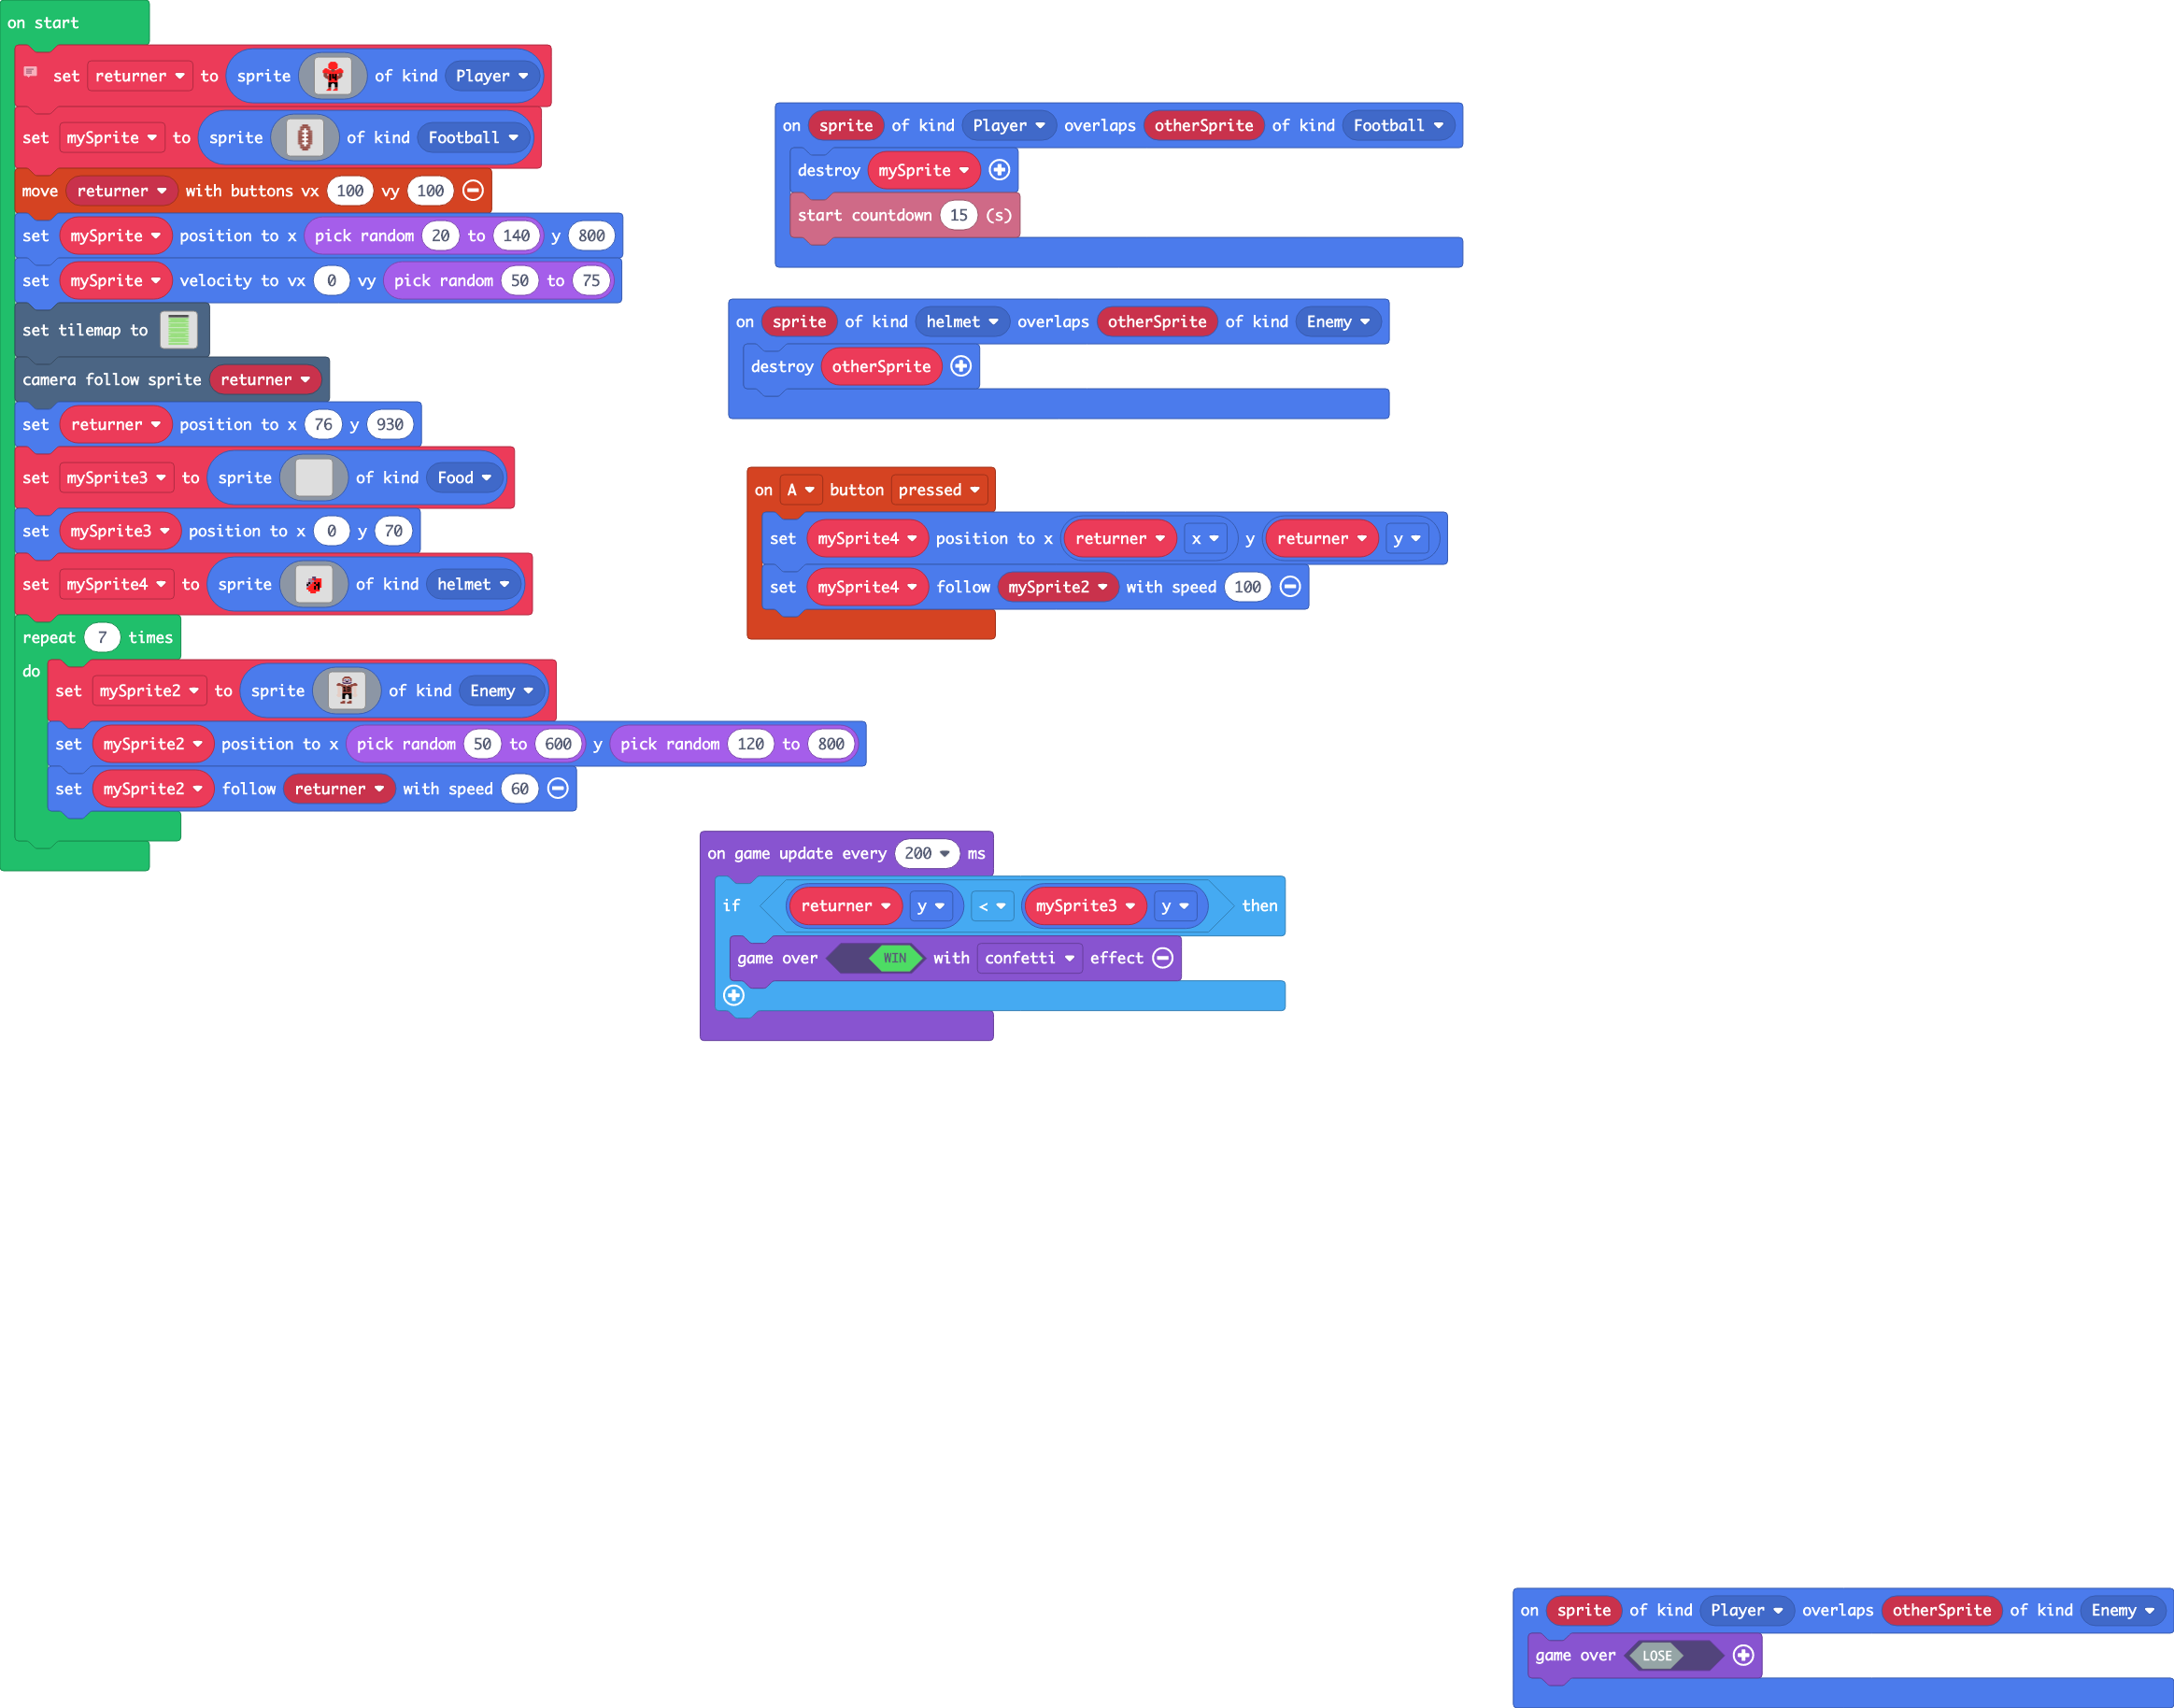 on start
set returner to sprite of kind Player
set mySprite to sprite of kind Football
move returner with buttons vx 100 vy 100
set mySprite position to x pick random 20 to 140 y 800
set mySprite velocity to vx 0 vy pick random 50 to 75
set tilemap to
camera follow sprite returner
set returner position to x 76 y 930
set mySprite3 to sprite of kind Food
set mySprite3 position to x 0 y 70
set mySprite4 to sprite of kind helmet
repeat 7 times
do
set mySprite2 to sprite of kind Enemy
set mySprite2 position to x pick random 50 to 600 y pick random 120 to 800
set mySprite2 follow returner with speed 60
on sprite of kind Player overlaps otherSprite of kind Football
destroy mySprite
start countdown 15 (s)
on sprite of kind helmet overlaps otherSprite of kind Enemy
destroy otherSprite
on A button pressed
set mySprite4 position to x returner x y returner y
set mySprite4 follow mySprite2 with speed 100
on game update every 200 ms
if returner y < mySprite3 y then
game over WIN with confetti effect
on sprite of kind Player overlaps otherSprite of kind Enemy
game over LOSE